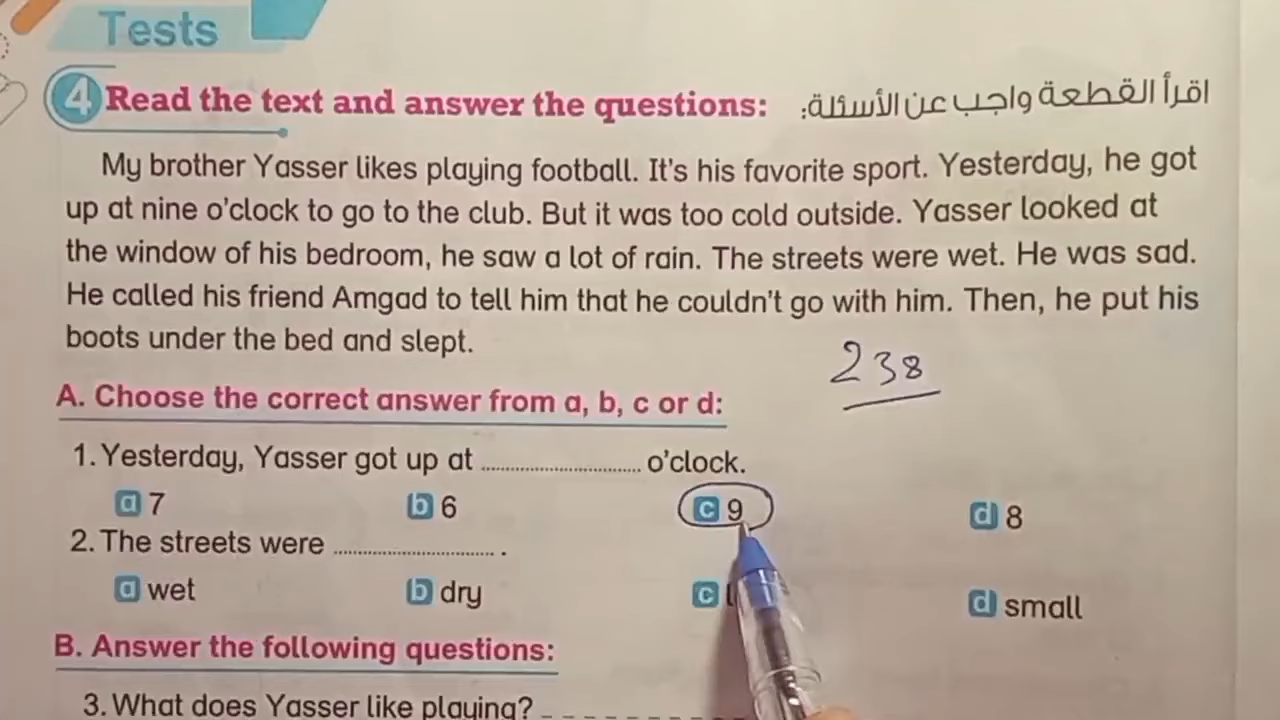 Tests
4 Read the text and answer the questions: اقرأ القطعة واجب عن الأسئلة:
My brother Yasser likes playing football. It's his favorite sport. Yesterday, he got
up at nine o'clock to go to the club. But it was too cold outside. Yasser looked at
the window of his bedroom, he saw a lot of rain. The streets were wet. He was sad.
He called his friend Amgad to tell him that he couldn't go with him. Then, he put his
boots under the bed and slept.
238
A. Choose the correct answer from a, b, c or d:
1. Yesterday, Yasser got up at ........................ o'clock.
a 7 b 6 c 9 d 8
2. The streets were ........................ .
a wet b dry c d small
B. Answer the following questions:
3. What does Yasser like playing?